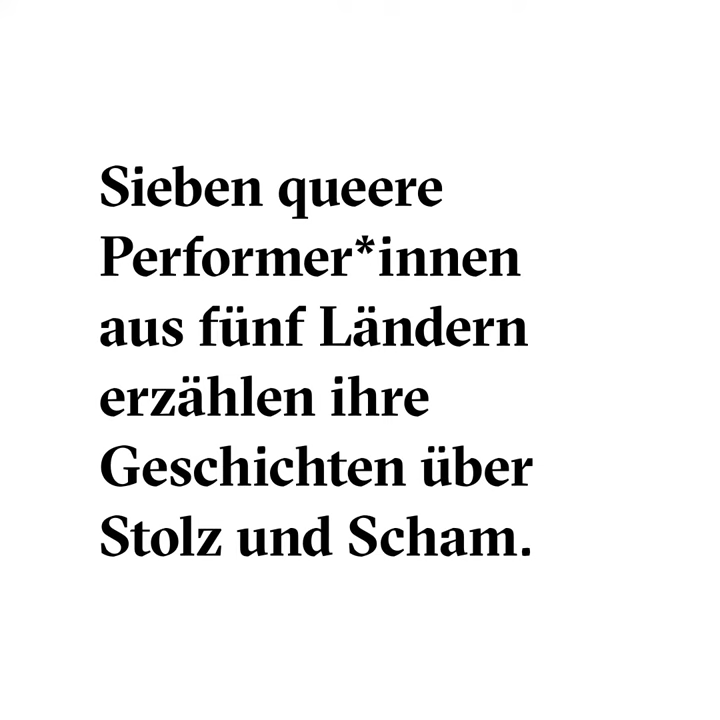 Sieben queere
Performer*innen
aus fünf Ländern
erzählen ihre
Geschichten über
Stolz und Scham.